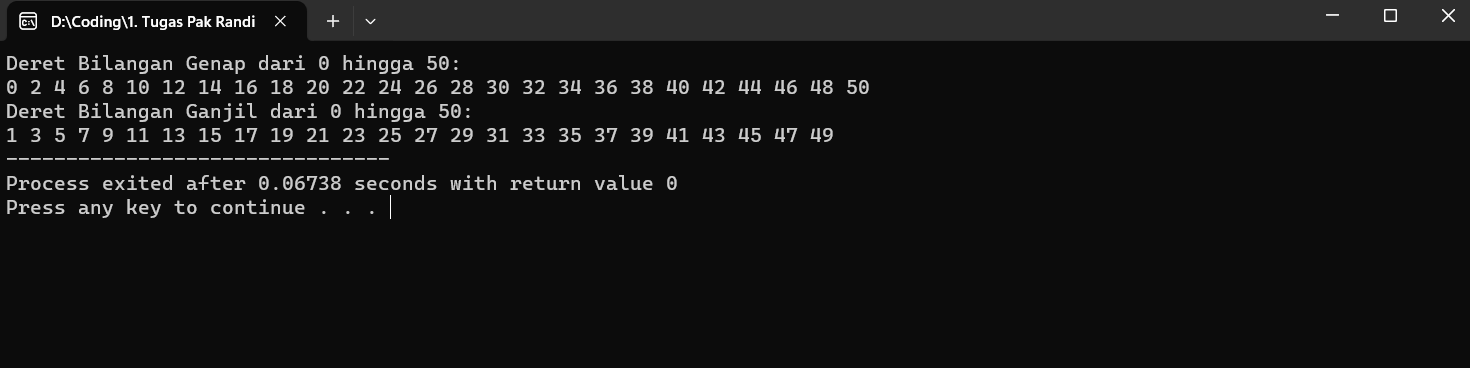 D:\Coding\1. Tugas Pak Randi
Deret Bilangan Genap dari 0 hingga 50:
0 2 4 6 8 10 12 14 16 18 20 22 24 26 28 30 32 34 36 38 40 42 44 46 48 50
Deret Bilangan Ganjil dari 0 hingga 50:
1 3 5 7 9 11 13 15 17 19 21 23 25 27 29 31 33 35 37 39 41 43 45 47 49
--------------------------------
Process exited after 0.06738 seconds with return value 0
Press any key to continue . . .